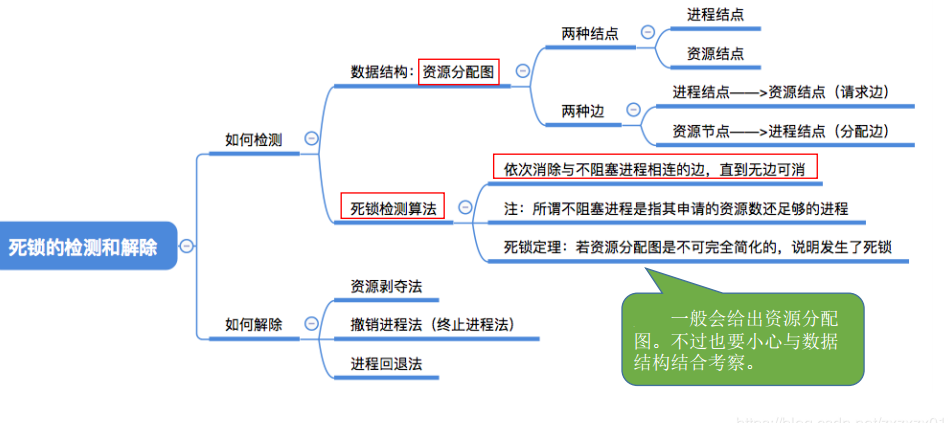 死锁的检测和解除
如何检测
数据结构：资源分配图
两种结点
进程结点
资源结点
两种边
进程结点——>资源结点（请求边）
资源节点——>进程结点（分配边）
死锁检测算法
依次消除与不阻塞进程相连的边，直到无边可消
注：所谓不阻塞进程是指其申请的资源数还足够的进程
死锁定理：若资源分配图是不可完全简化的，说明发生了死锁
如何解除
资源剥夺法
撤销进程法（终止进程法）
进程回退法
一般会给出资源分配
图。不过也要小心与数据
结构结合考察。